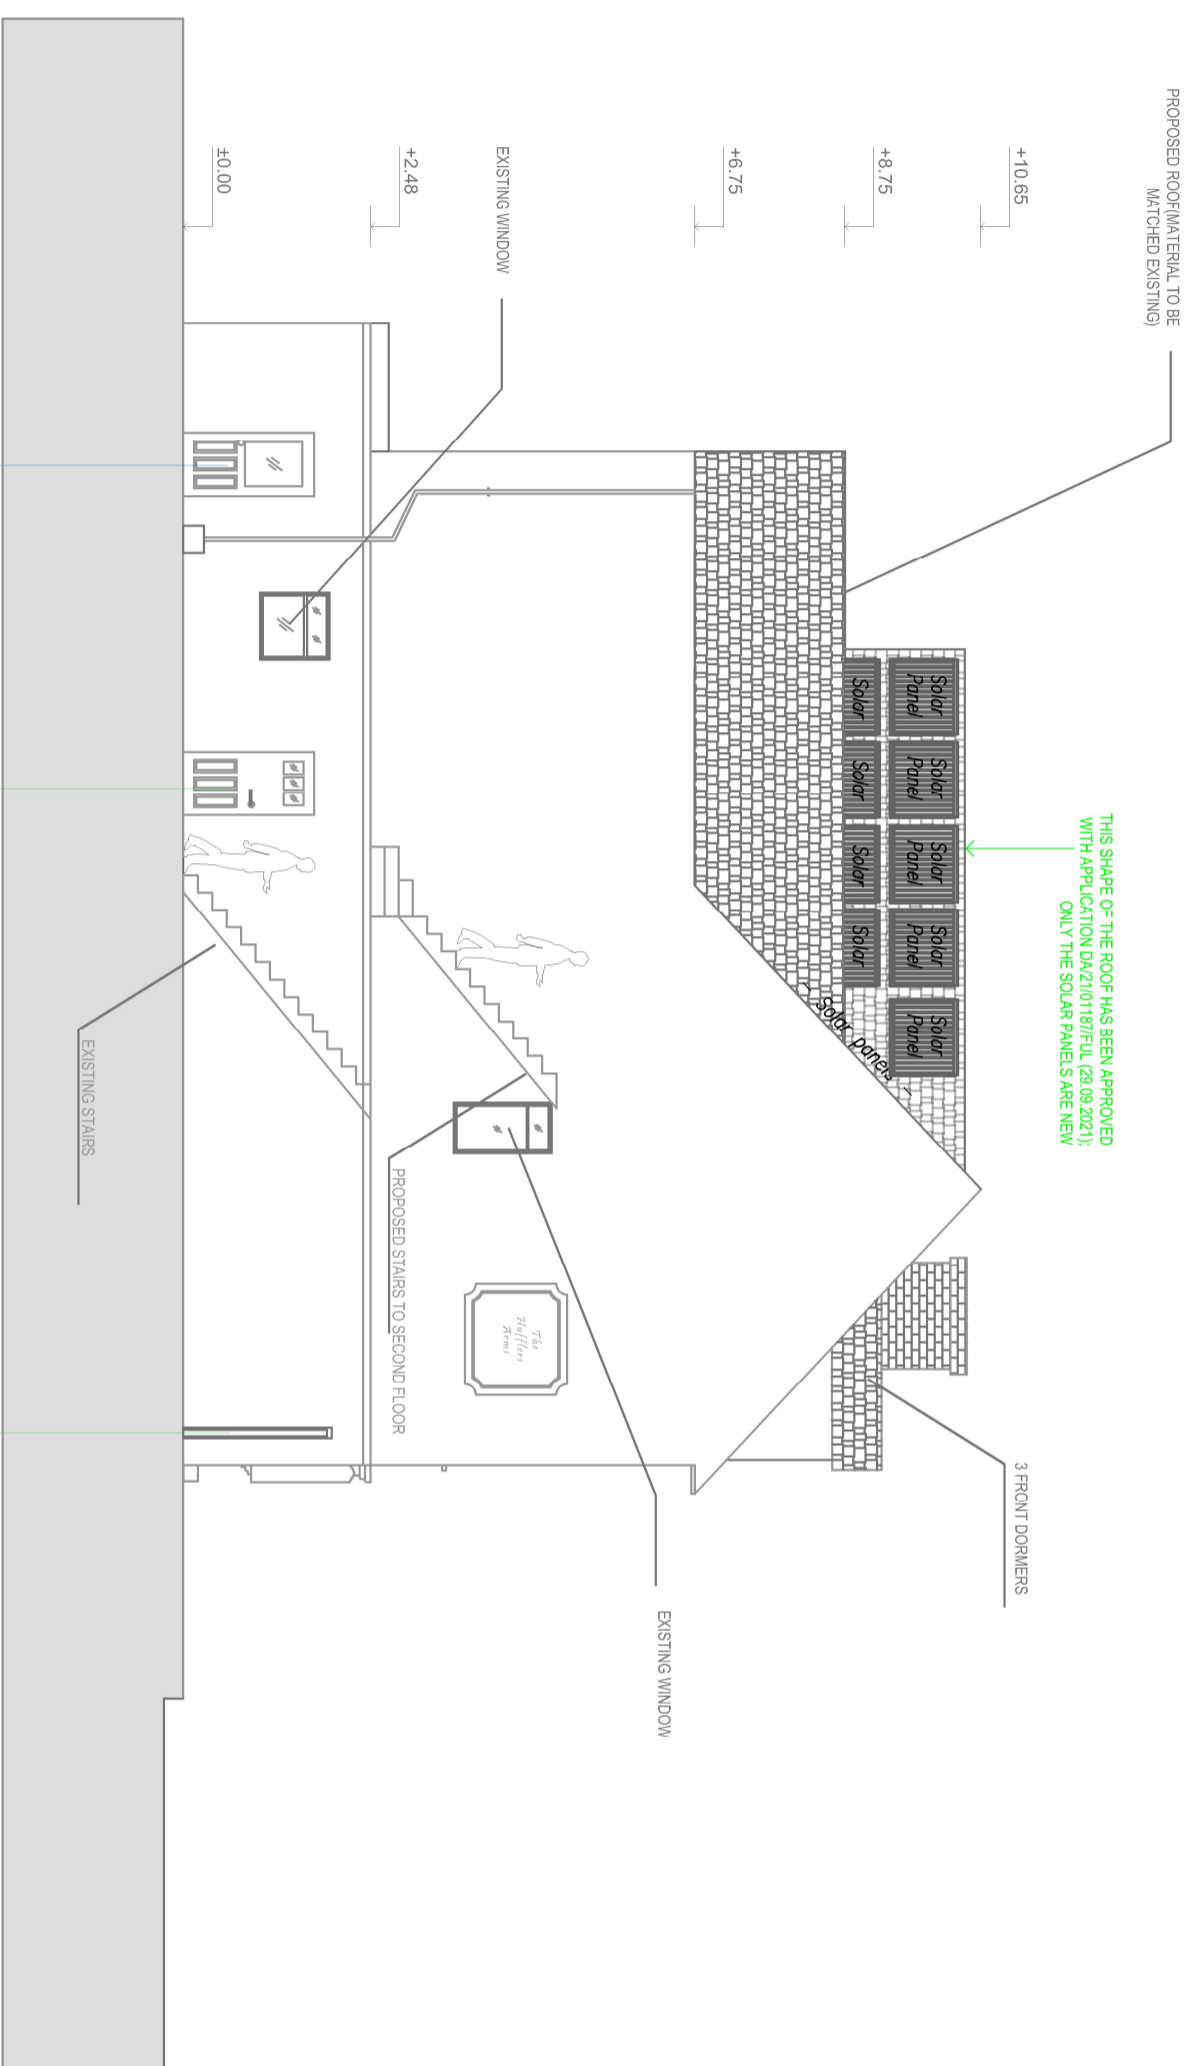 PROPOSED ROOF(MATERIAL TO BE
MATCHED EXISTING)
THIS SHAPE OF THE ROOF HAS BEEN APPROVED
WITH APPLICATION DA/21/01187/FUL (29.09.2021);
ONLY THE SOLAR PANELS ARE NEW
+10.65
3 FRONT DORMERS
Solar
Panel
Solar
Panel
Solar
Panel
Solar
Panel
Solar
Panel
+8.75
Solar
Solar
Solar
Solar
Solar panels
+6.75
EXISTING WINDOW
EXISTING WINDOW
The
Hufflers
Arms
+2.48
PROPOSED STAIRS TO SECOND FLOOR
±0.00
EXISTING STAIRS